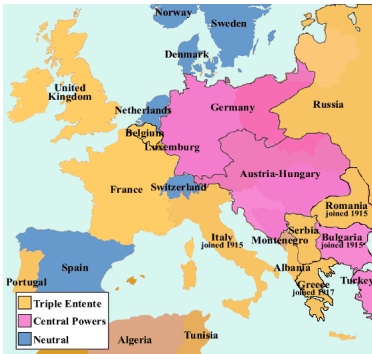 Norway
Sweden
Denmark
United
Kingdom
Netherlands
Germany
Russia
Belgium
Luxemburg
Austria-Hungary
France
Switzerland
Romania
joined 1915
Italy
joined 1915
Serbia
Montenegro
Bulgaria
joined 1915
Albania
Spain
Portugal
Greece
joined 1917
Turkey
Triple Entente
Central Powers
Neutral
Algeria
Tunisia